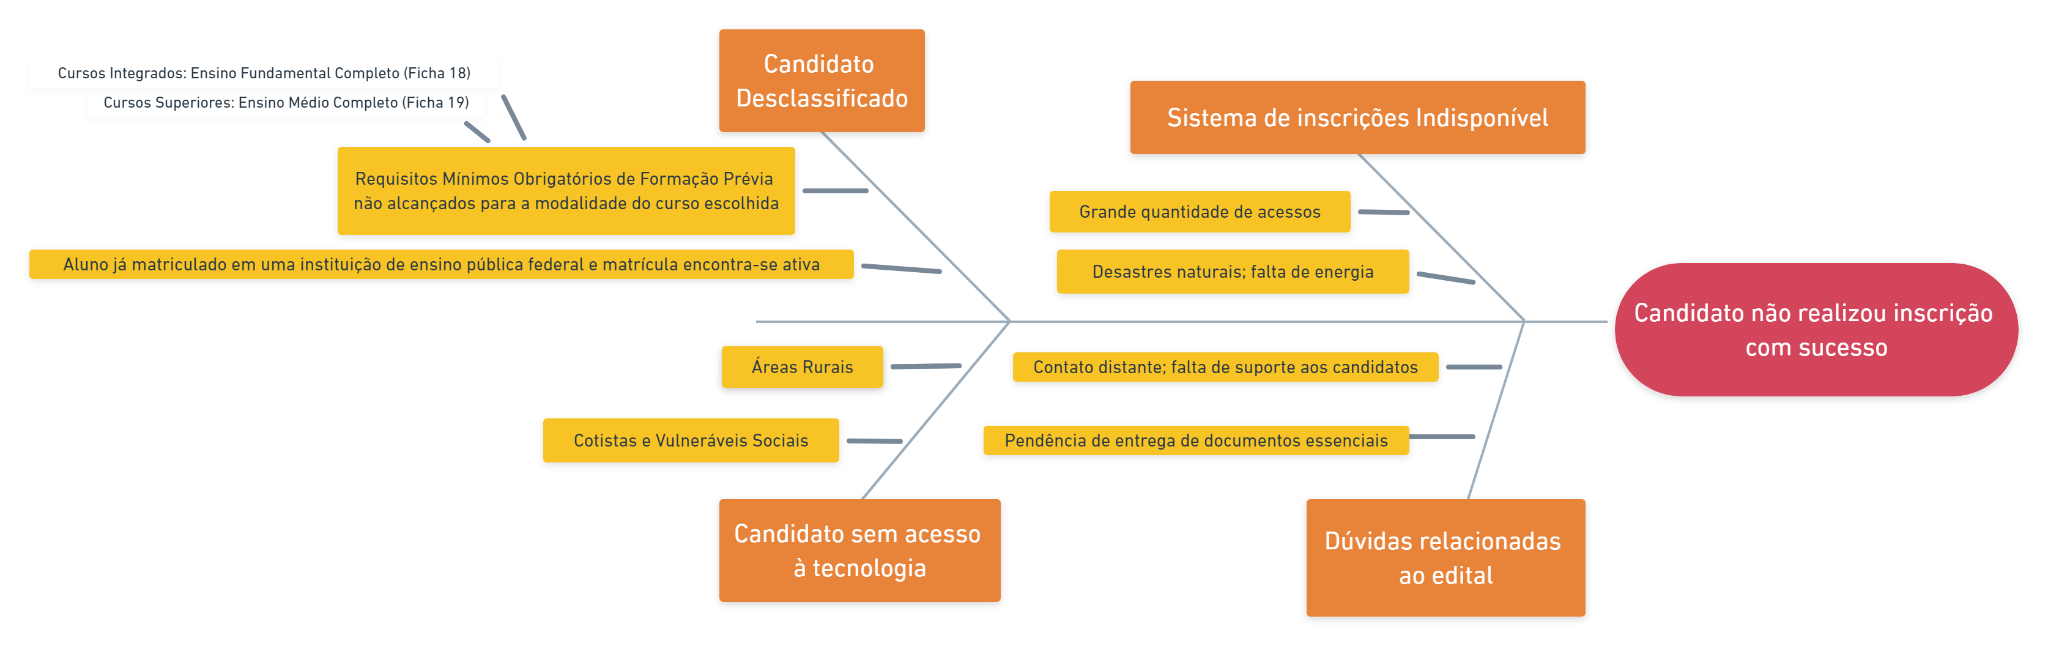 Cursos Integrados: Ensino Fundamental Completo (Ficha 18)
Cursos Superiores: Ensino Médio Completo (Ficha 19)
Candidato
Desclassificado
Requisitos Mínimos Obrigatórios de Formação Prévia
não alcançados para a modalidade do curso escolhida
Aluno já matriculado em uma instituição de ensino pública federal e matrícula encontra-se ativa
Sistema de inscrições Indisponível
Grande quantidade de acessos
Desastres naturais; falta de energia
Candidato não realizou inscrição
com sucesso
Áreas Rurais
Cotistas e Vulneráveis Sociais
Candidato sem acesso
à tecnologia
Contato distante; falta de suporte aos candidatos
Pendência de entrega de documentos essenciais
Dúvidas relacionadas
ao edital